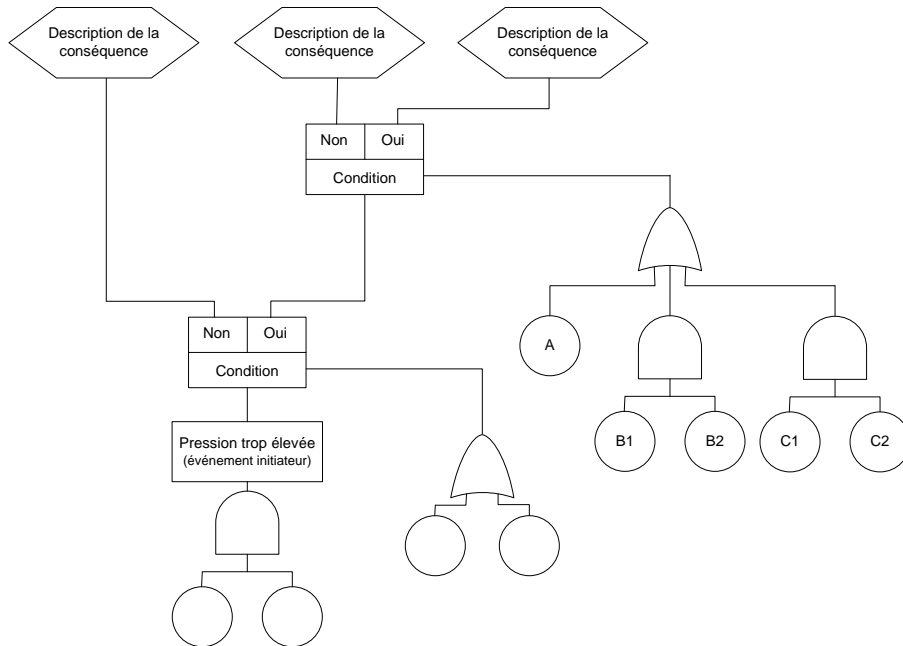 Description de la
conséquence
Description de la
conséquence
Description de la
conséquence
Non
Oui
Condition
A
Non
Oui
Condition
B1
B2
C1
C2
Pression trop élevée
(événement initiateur)